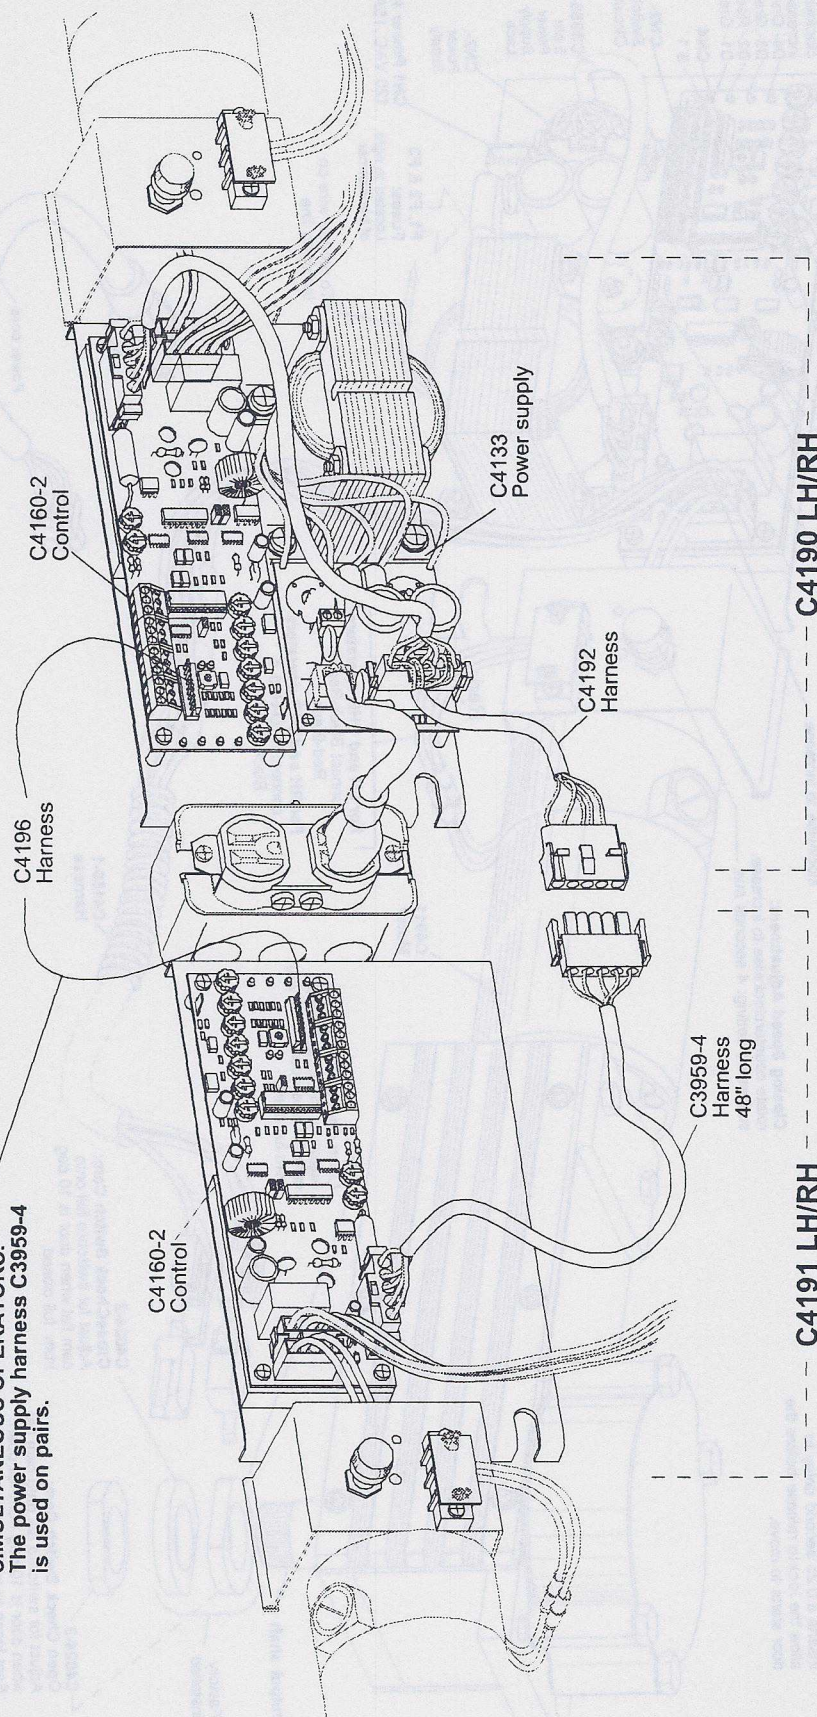 SIMULTANEOUS OPERATORS:
The power supply harness C3959-4
is used on pairs.
C4196
Harness
C4160-2
Control
C4160-2
Control
C4133
Power supply
C4192
Harness
C3959-4
Harness
48" long
C4191 LH/RH
C4190 LH/RH